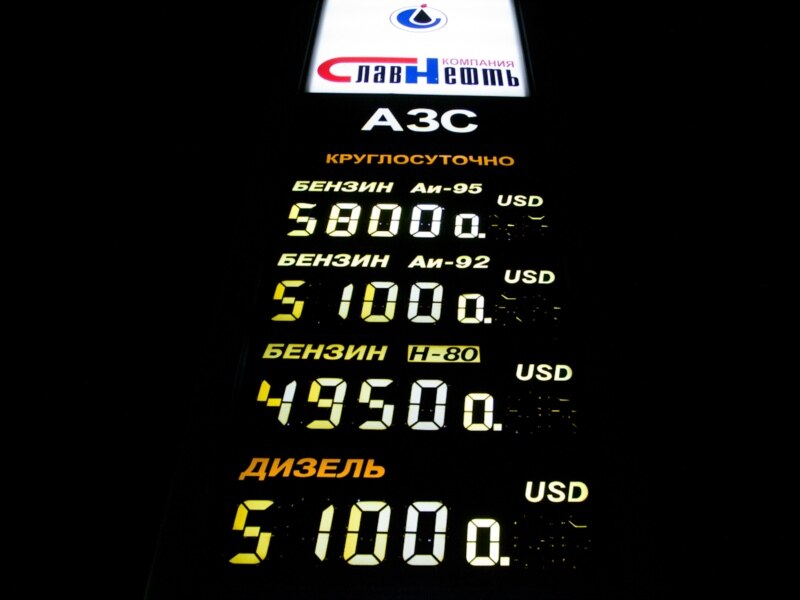 КОМПАНИЯ
СЛАВНЕФТЬ
АЗС
КРУГЛОСУТОЧНО
БЕНЗИН Аи-95
USD
5800 0.
БЕНЗИН Аи-92
USD
5100 0.
БЕНЗИН Н-80
USD
4950 0.
ДИЗЕЛЬ
USD
5100 0.